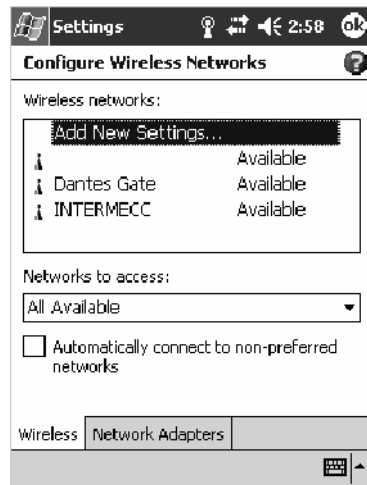 Settings 2:58 ok
Configure Wireless Networks ?
Wireless networks:
Add New Settings...
Available
Dantes Gate Available
INTERMECC Available
Networks to access:
All Available
Automatically connect to non-preferred
networks
Wireless Network Adapters